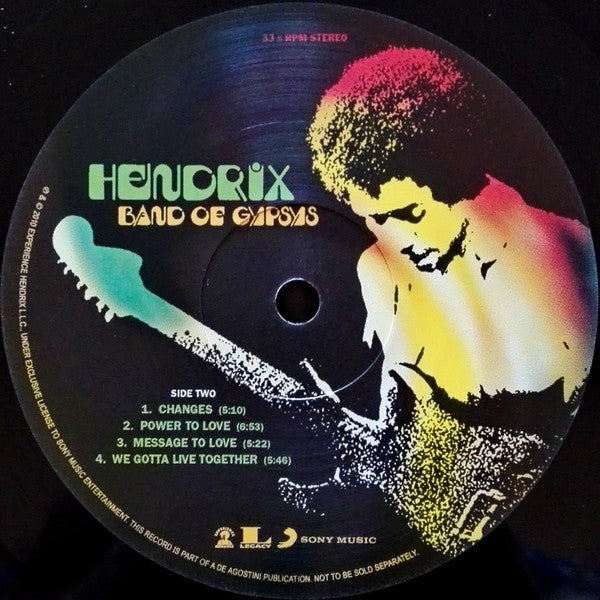 33 ⅓ RPM STEREO
HENDRIX
BAND OF GYPSYS
SIDE TWO
1. CHANGES (5:10)
2. POWER TO LOVE (6:53)
3. MESSAGE TO LOVE (5:22)
4. WE GOTTA LIVE TOGETHER (5:46)
LEGACY
SONY MUSIC
℗ & © 2010 EXPERIENCE HENDRIX L.L.C., UNDER EXCLUSIVE LICENSE TO SONY MUSIC ENTERTAINMENT. THIS RECORD IS PART OF A DE AGOSTINI PUBLICATION. NOT TO BE SOLD SEPARATELY.